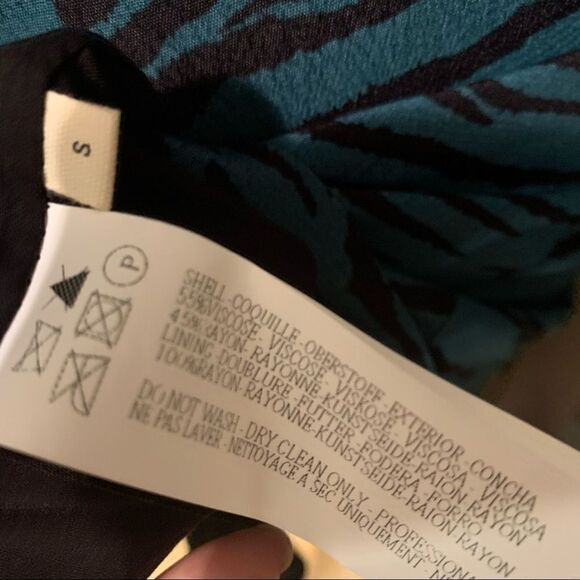 S
P
SHELL-COQUILLE-OBERSTOFF-EXTERIOR-CONCHA
55%VISCOSE-VISCOSE-VISKOSE-VISCOSA-VISCOSA
45%RAYON-RAYONNE-KUNSTSEIDE-RAION RAYON
LINING-DOUBLURE-FUTTER-FODERA-FORRO
100%RAYON-RAYONNE-KUNSTSEIDE-RAION RAYON
DO NOT WASH-DRY CLEAN ONLY-PROFESSIONA
NE PAS LAVER-NETTOYAGE A SEC UNIQUEMENT-